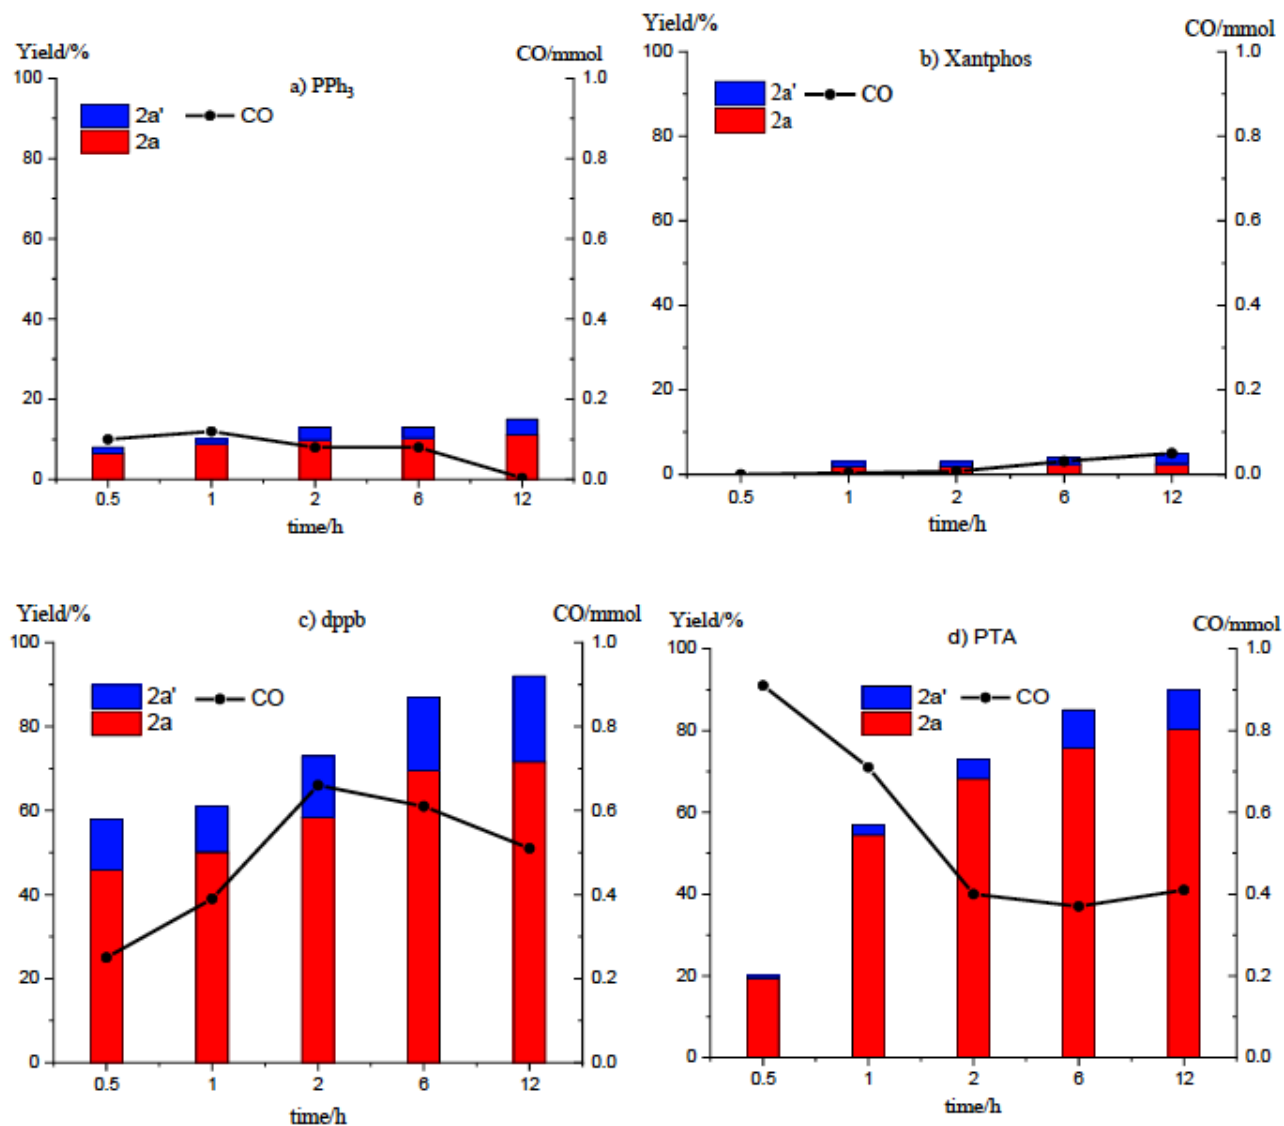 Yield/%
CO/mmol
a) PPh₃
2a' CO
2a
100
80
60
40
20
0
1.0
0.8
0.6
0.4
0.2
0.0
0.5 1 2 6 12
time/h
Yield/%
CO/mmol
b) Xantphos
2a' CO
2a
100
80
60
40
20
0
1.0
0.8
0.6
0.4
0.2
0.0
0.5 1 2 6 12
time/h
Yield/%
CO/mmol
c) dppb
2a' CO
2a
100
80
60
40
20
0
1.0
0.8
0.6
0.4
0.2
0.0
0.5 1 2 6 12
time/h
Yield/%
CO/mmol
d) PTA
2a' CO
2a
100
80
60
40
20
0
1.0
0.8
0.6
0.4
0.2
0.0
0.5 1 2 6 12
time/h